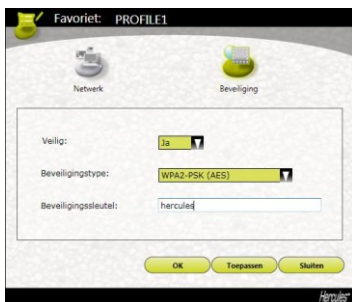 Favoriet: PROFILE1
Netwerk Beveiliging
Veilig: Ja
Beveiligingstype: WPA2-PSK (AES)
Beveiligingssleutel: hercules
OK Toepassen Sluiten
Hercules